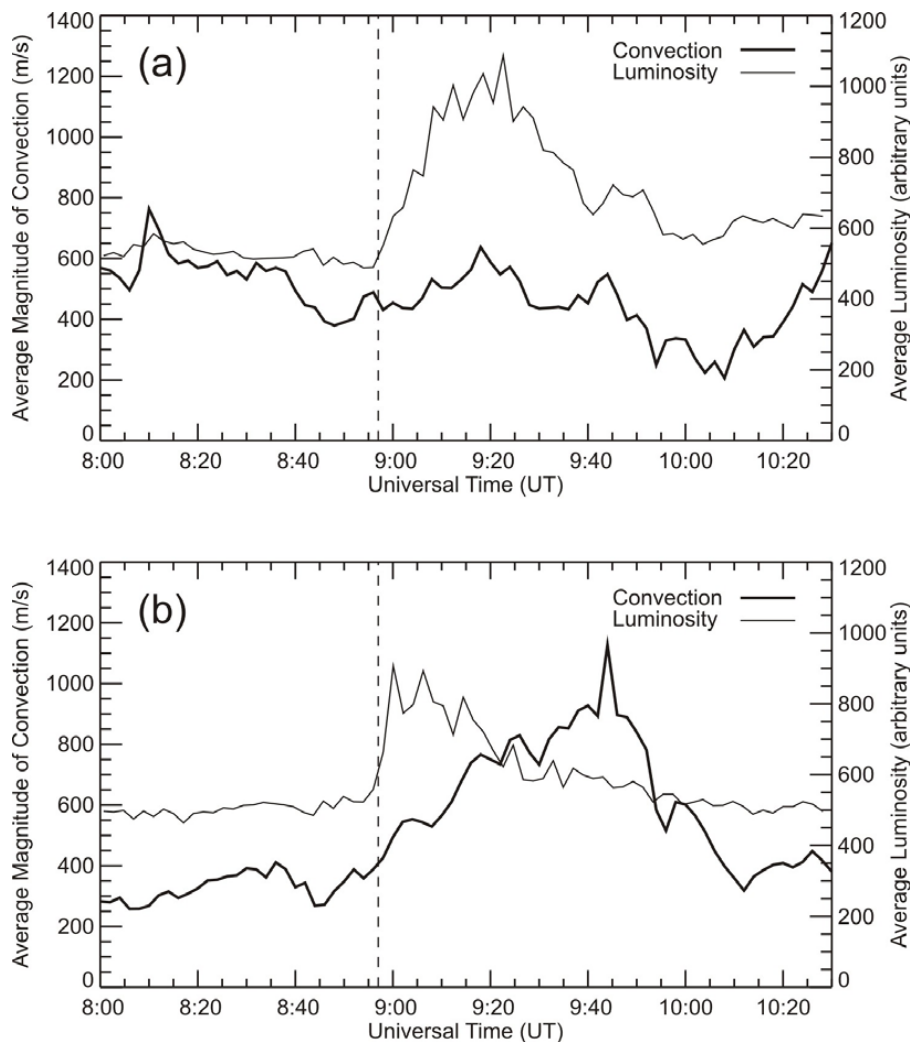 (a)
Convection
Luminosity
Average Magnitude of Convection (m/s)
1400
1200
1000
800
600
400
200
0
1200
1000
800
600
400
200
0
Average Luminosity (arbitrary units)
8:00 8:20 8:40 9:00 9:20 9:40 10:00 10:20
Universal Time (UT)
(b)
Convection
Luminosity
Average Magnitude of Convection (m/s)
1400
1200
1000
800
600
400
200
0
1200
1000
800
600
400
200
0
Average Luminosity (arbitrary units)
8:00 8:20 8:40 9:00 9:20 9:40 10:00 10:20
Universal Time (UT)